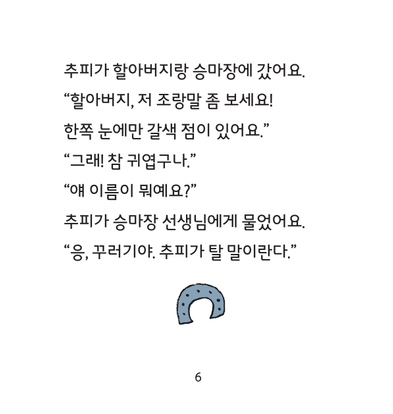 추피가 할아버지랑 승마장에 갔어요.
“할아버지, 저 조랑말 좀 보세요!
한쪽 눈에만 갈색 점이 있어요.”
“그래! 참 귀엽구나.”
“얘 이름이 뭐예요?”
추피가 승마장 선생님에게 물었어요.
“응, 꾸러기야. 추피가 탈 말이란다.”
6